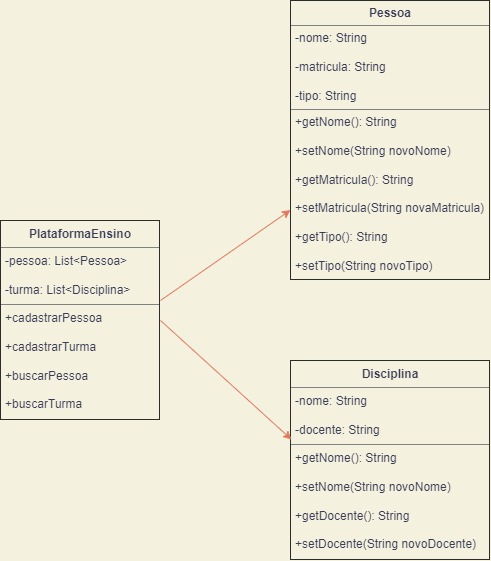 Pessoa
-nome: String
-matricula: String
-tipo: String
+getNome(): String
+setNome(String novoNome)
+getMatricula(): String
+setMatricula(String novaMatricula)
+getTipo(): String
+setTipo(String novoTipo)
PlataformaEnsino
-pessoa: List<Pessoa>
-turma: List<Disciplina>
+cadastrarPessoa
+cadastrarTurma
+buscarPessoa
+buscarTurma
Disciplina
-nome: String
-docente: String
+getNome(): String
+setNome(String novoNome)
+getDocente(): String
+setDocente(String novoDocente)